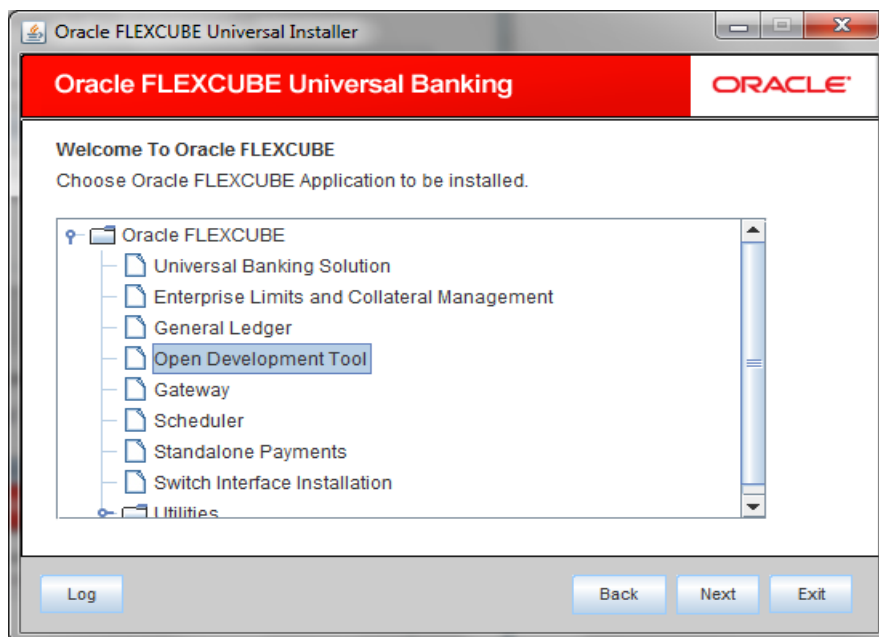 Oracle FLEXCUBE Universal Installer
Oracle FLEXCUBE Universal Banking
ORACLE
Welcome To Oracle FLEXCUBE
Choose Oracle FLEXCUBE Application to be installed.
Oracle FLEXCUBE
Universal Banking Solution
Enterprise Limits and Collateral Management
General Ledger
Open Development Tool
Gateway
Scheduler
Standalone Payments
Switch Interface Installation
Utilities
Log Back Next Exit